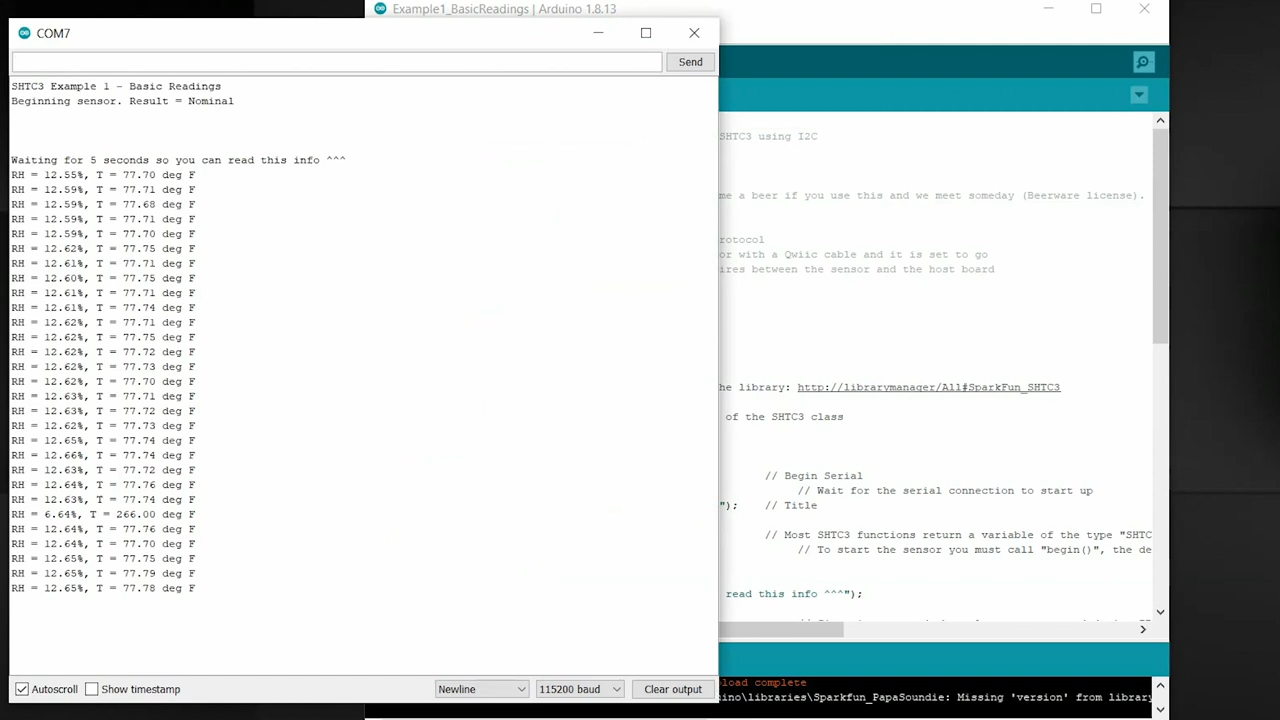 Example1_BasicReadings | Arduino 1.8.13
COM7
Send
SHTC3 Example 1 - Basic Readings
Beginning sensor. Result = Nominal
Waiting for 5 seconds so you can read this info ^^^
RH = 12.55%, T = 77.70 deg F
RH = 12.59%, T = 77.71 deg F
RH = 12.59%, T = 77.68 deg F
RH = 12.59%, T = 77.71 deg F
RH = 12.59%, T = 77.70 deg F
RH = 12.62%, T = 77.75 deg F
RH = 12.61%, T = 77.71 deg F
RH = 12.60%, T = 77.75 deg F
RH = 12.61%, T = 77.71 deg F
RH = 12.61%, T = 77.74 deg F
RH = 12.62%, T = 77.71 deg F
RH = 12.62%, T = 77.75 deg F
RH = 12.62%, T = 77.72 deg F
RH = 12.62%, T = 77.73 deg F
RH = 12.62%, T = 77.70 deg F
RH = 12.63%, T = 77.71 deg F
RH = 12.63%, T = 77.72 deg F
RH = 12.62%, T = 77.73 deg F
RH = 12.65%, T = 77.74 deg F
RH = 12.66%, T = 77.74 deg F
RH = 12.63%, T = 77.72 deg F
RH = 12.64%, T = 77.76 deg F
RH = 12.63%, T = 77.74 deg F
RH = 6.64%, T = 266.00 deg F
RH = 12.64%, T = 77.76 deg F
RH = 12.64%, T = 77.70 deg F
RH = 12.65%, T = 77.75 deg F
RH = 12.65%, T = 77.79 deg F
RH = 12.65%, T = 77.78 deg F
Autoscroll Show timestamp Newline 115200 baud Clear output
SHTC3 using I2C
me a beer if you use this and we meet someday (Beerware license).
rotocol
or with a Qwiic cable and it is set to go
ires between the sensor and the host board
he library: http://librarymanager/All#SparkFun_SHTC3
of the SHTC3 class
// Begin Serial
// Wait for the serial connection to start up
"); // Title
// Most SHTC3 functions return a variable of the type "SHTC
// To start the sensor you must call "begin()", the de
read this info ^^^");
load complete
ino\libraries\Sparkfun_PapaSoundie: Missing 'version' from library